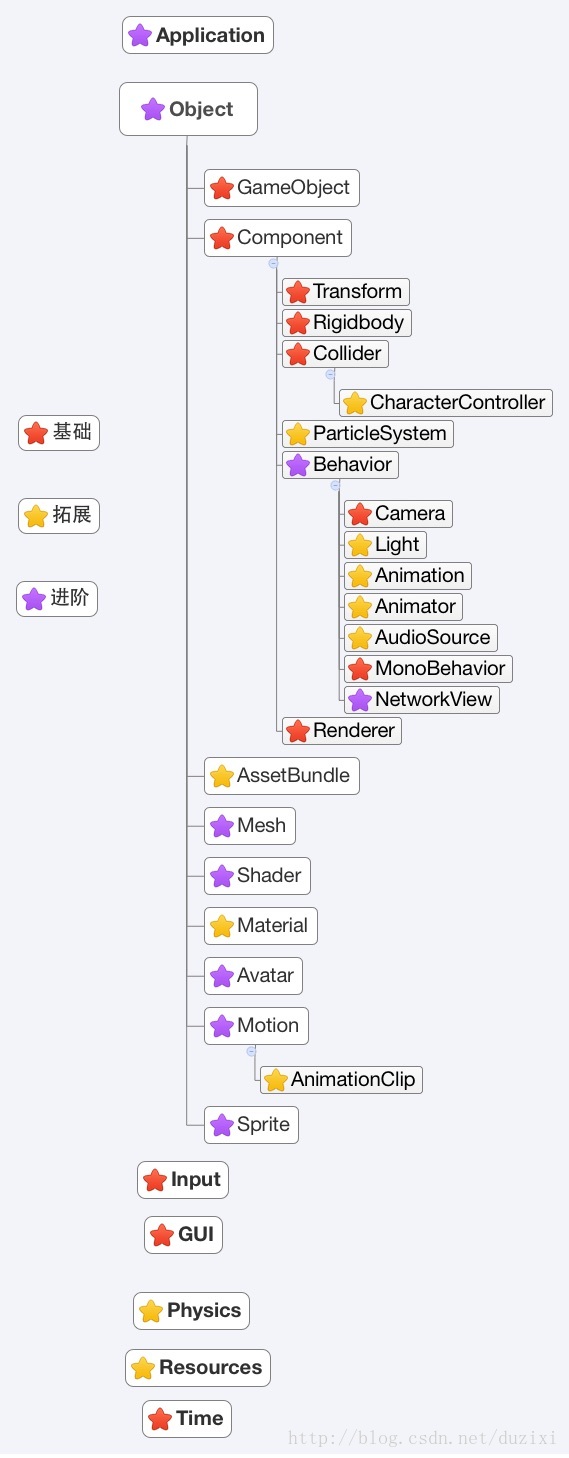 Application
Object
GameObject
Component
Transform
Rigidbody
Collider
CharacterController
ParticleSystem
Behavior
Camera
Light
Animation
Animator
AudioSource
MonoBehavior
NetworkView
Renderer
AssetBundle
Mesh
Shader
Material
Avatar
Motion
AnimationClip
Sprite
基础
拓展
进阶
Input
GUI
Physics
Resources
Time
http://blog.csdn.net/duzixi